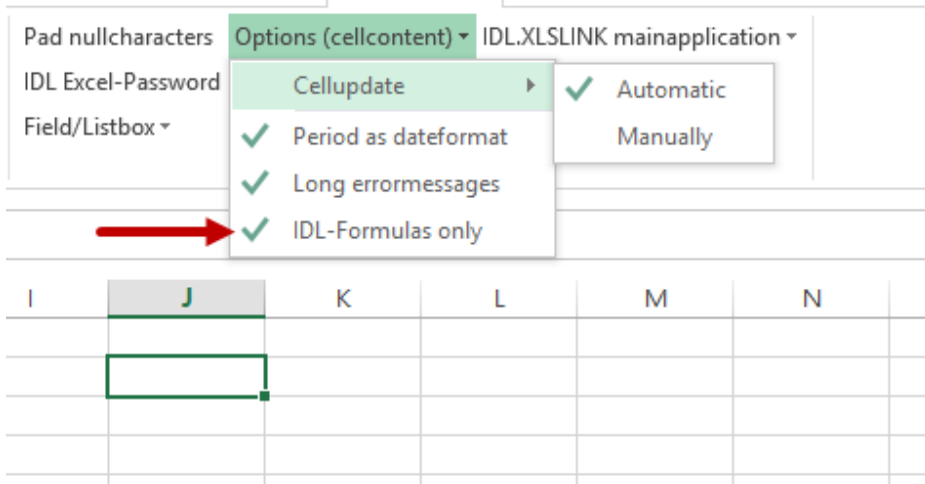 Pad nullcharacters Options (cellcontent) IDL.XLSLINK mainapplication
IDL Excel-Password Cellupdate Automatic
Field/Listbox Period as dateformat Manually
Long errormessages
IDL-Formulas only
I J K L M N